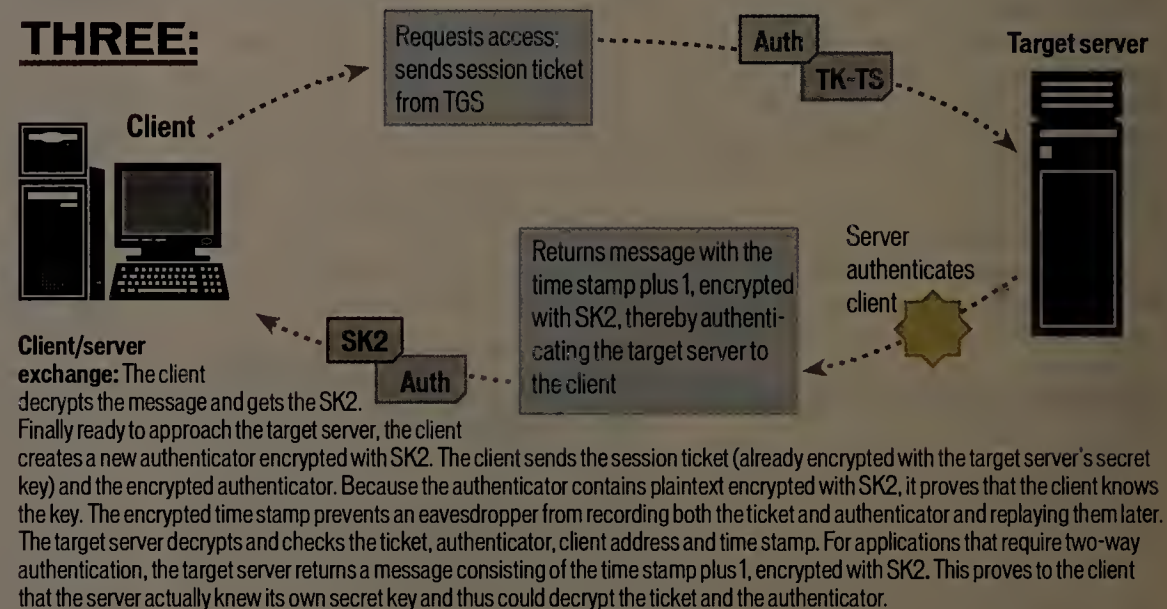 THREE:
Client
Requests access;
sends session ticket
from TGS
Auth
TK-TS
Target server
Server
authenticates
client
Returns message with the
time stamp plus 1, encrypted
with SK2, thereby authenti-
cating the target server to
the client
SK2
Auth
Client/server
exchange: The client
decrypts the message and gets the SK2.
Finally ready to approach the target server, the client
creates a new authenticator encrypted with SK2. The client sends the session ticket (already encrypted with the target server's secret
key) and the encrypted authenticator. Because the authenticator contains plaintext encrypted with SK2, it proves that the client knows
the key. The encrypted time stamp prevents an eavesdropper from recording both the ticket and authenticator and replaying them later.
The target server decrypts and checks the ticket, authenticator, client address and time stamp. For applications that require two-way
authentication, the target server returns a message consisting of the time stamp plus 1, encrypted with SK2. This proves to the client
that the server actually knew its own secret key and thus could decrypt the ticket and the authenticator.